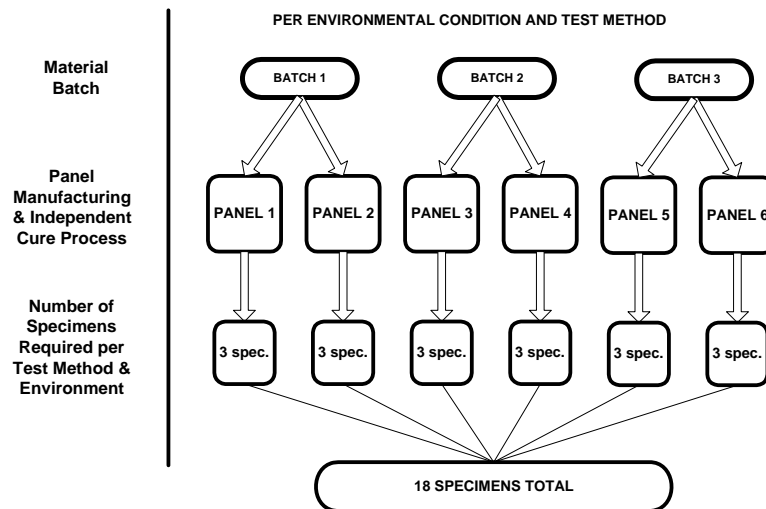 PER ENVIRONMENTAL CONDITION AND TEST METHOD
Material
Batch
BATCH 1
BATCH 2
BATCH 3
Panel
Manufacturing
& Independent
Cure Process
PANEL 1
PANEL 2
PANEL 3
PANEL 4
PANEL 5
PANEL 6
Number of
Specimens
Required per
Test Method &
Environment
3 spec.
3 spec.
3 spec.
3 spec.
3 spec.
3 spec.
18 SPECIMENS TOTAL